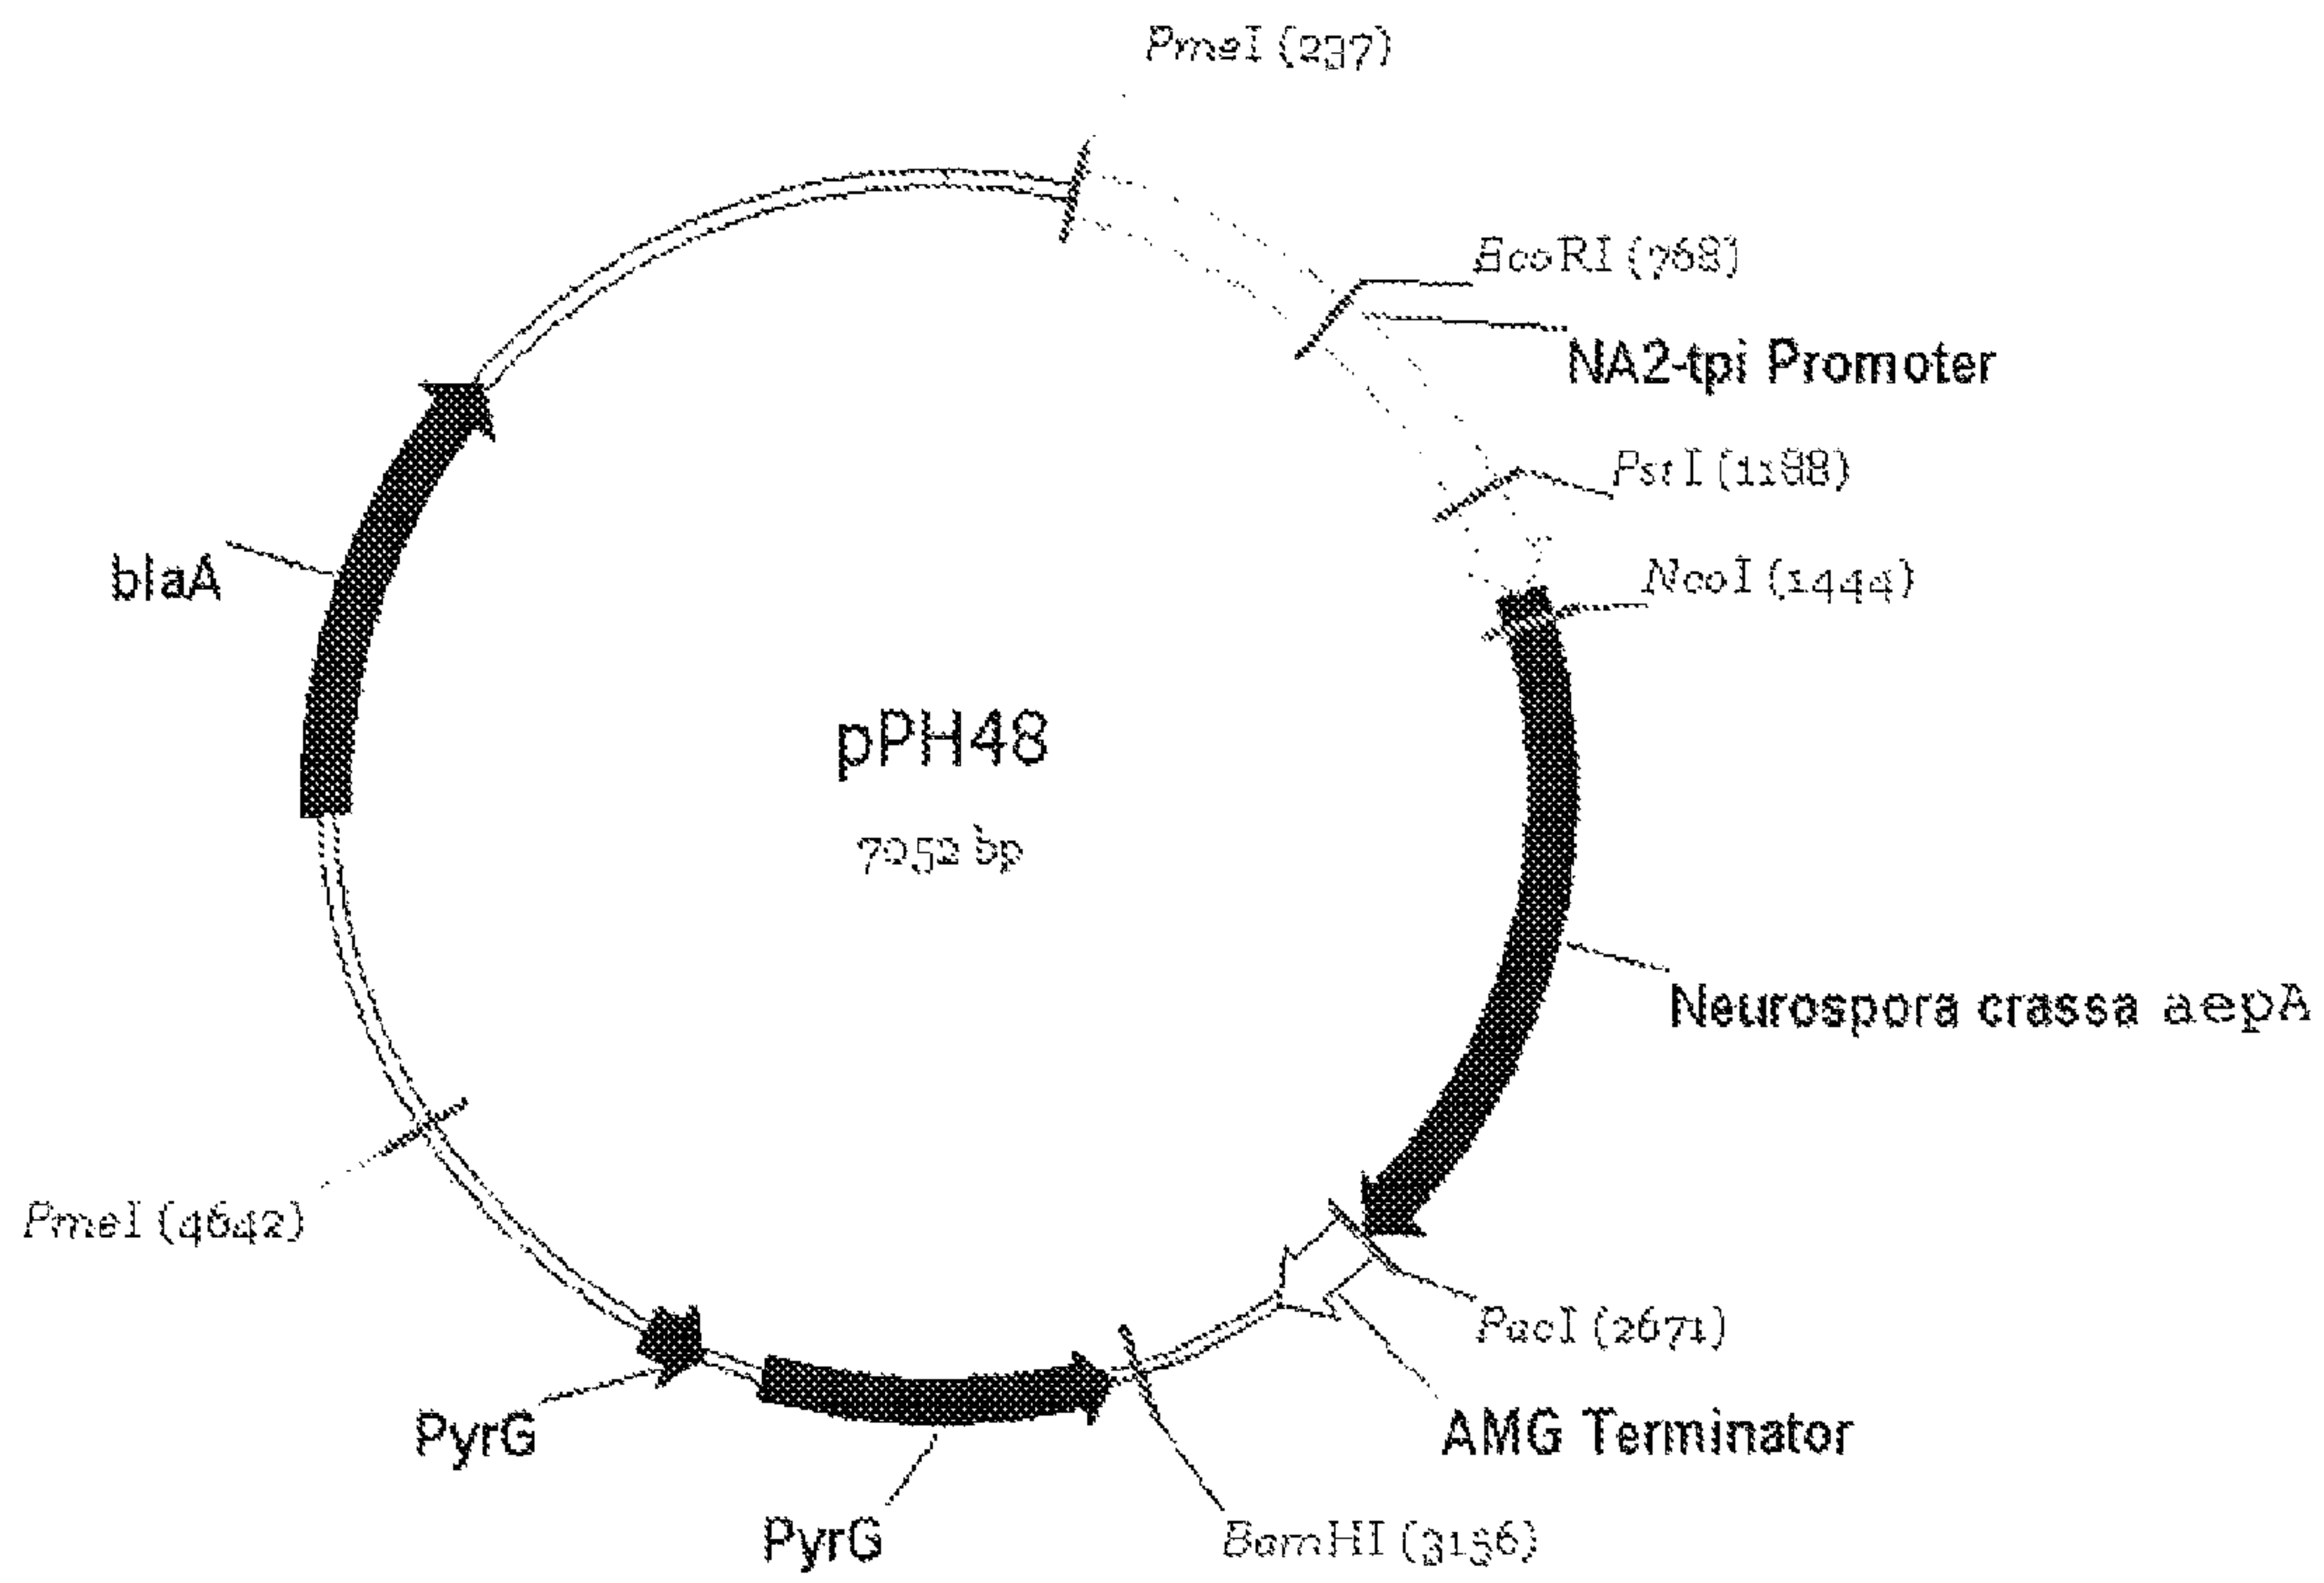 PmeI (237)
EcoRI (768)
NA2-tpi Promoter
PstI (1188)
NcoI (1444)
blaA
pPH48
7052 bp
Neurospora crassa aepA
PmeI (4642)
PacI (2671)
PyrG
AMG Terminator
PyrG
BamHI (3156)